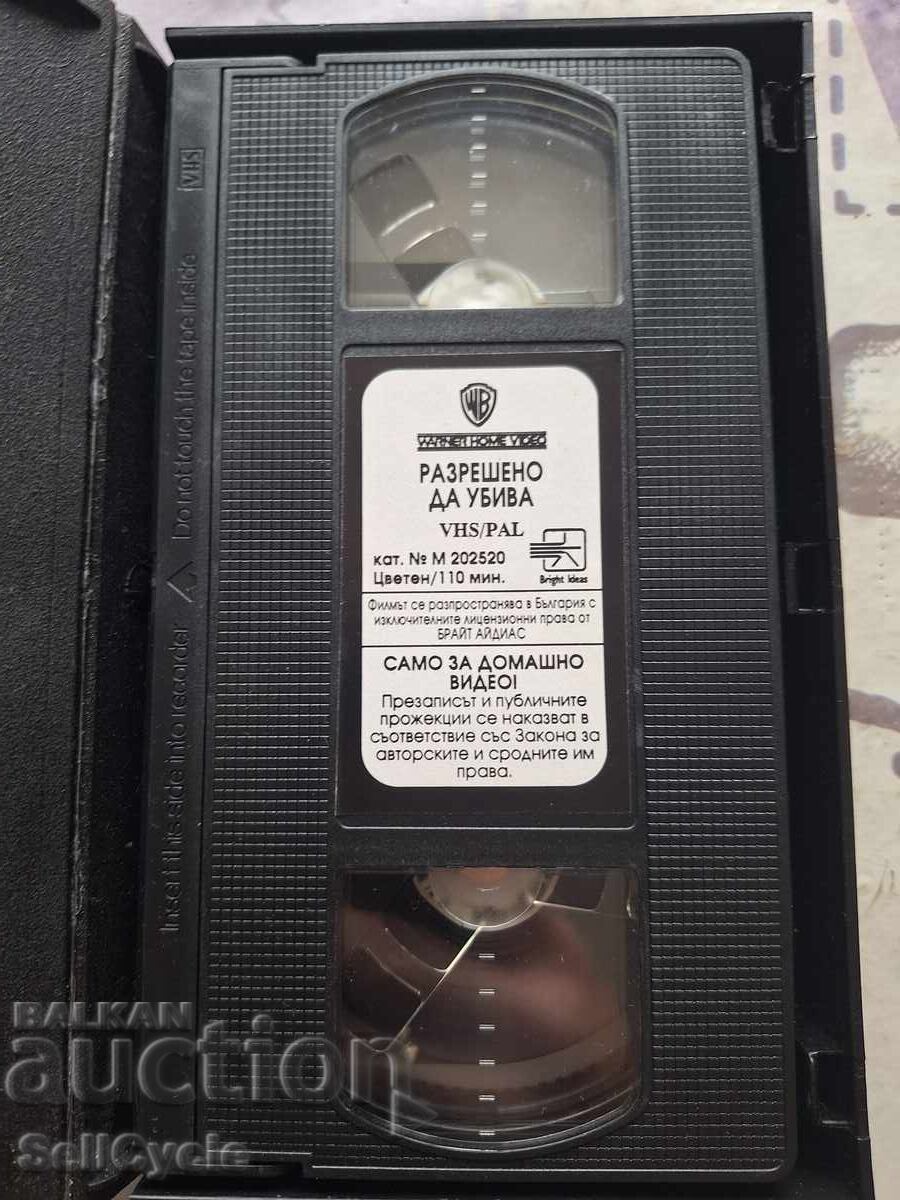 VHS
Insert this side into recorder △ Do not touch the tape inside
WB
WARNER HOME VIDEO
РАЗРЕШЕНО
ДА УБИВА
VHS/PAL
кат. № М 202520
Цветен/110 мин.
Bright Ideas
Филмът се разпространява в България с
изключителните лицензионни права от
БРАЙТ АЙДИАС
САМО ЗА ДОМАШНО
ВИДЕО!
Презаписът и публичните
прожекции се наказват в
съответствие със Закона за
авторските и сродните им
права.
BALKAN
auction
SellCycle